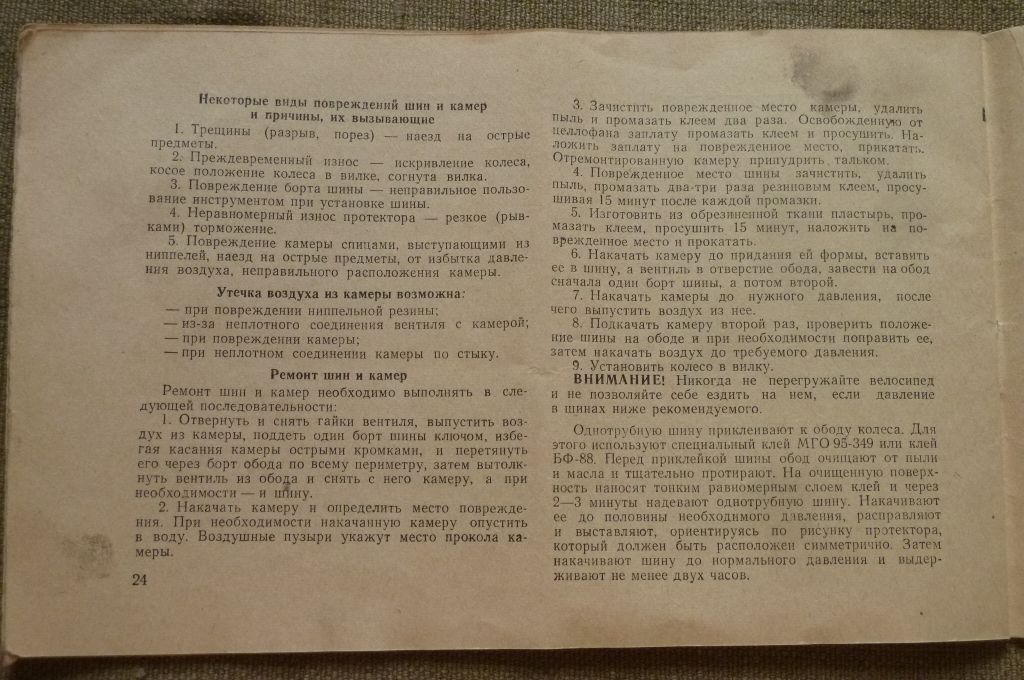 Некоторые виды повреждений шин и камер
и причины, их вызывающие
1. Трещины (разрыв, порез) — наезд на острые
предметы.
2. Преждевременный износ — искривление колеса,
косое положение колеса в вилке, согнута вилка.
3. Повреждение борта шины — неправильное пользо-
вание инструментом при установке шины.
4. Неравномерный износ протектора — резкое (рыв-
ками) торможение.
5. Повреждение камеры спицами, выступающими из
ниппелей, наезд на острые предметы, от избытка давле-
ния воздуха, неправильного расположения камеры.
Утечка воздуха из камеры возможна:
— при повреждении ниппельной резины;
— из-за неплотного соединения вентиля с камерой;
— при повреждении камеры;
— при неплотном соединении камеры по стыку.
Ремонт шин и камер
Ремонт шин и камер необходимо выполнять в сле-
дующей последовательности:
1. Отвернуть и снять гайки вентиля, выпустить воз-
дух из камеры, поддеть один борт шины ключом, избе-
гая касания камеры острыми кромками, и перетянуть
его через борт обода по всему периметру, затем вытолк-
нуть вентиль из обода и снять с него камеру, а при
необходимости — и шину.
2. Накачать камеру и определить место поврежде-
ния. При необходимости накачанную камеру опустить
в воду. Воздушные пузыри укажут место прокола ка-
меры.
24
3. Зачистить поврежденное место камеры, удалить
пыль и промазать клеем два раза. Освобожденную от
целлофана заплату промазать клеем и просушить. На-
ложить заплату на поврежденное место, прикатать.
Отремонтированную камеру припудрить тальком.
4. Поврежденное место шины зачистить, удалить
пыль, промазать два-три раза резиновым клеем, просу-
шивая 15 минут после каждой промазки.
5. Изготовить из обрезиненной ткани пластырь, про-
мазать клеем, просушить 15 минут, наложить на по-
врежденное место и прокатать.
6. Накачать камеру до придания ей формы, вставить
ее в шину, а вентиль в отверстие обода, завести на обод
сначала один борт шины, а потом второй.
7. Накачать камеры до нужного давления, после
чего выпустить воздух из нее.
8. Подкачать камеру второй раз, проверить положе-
ние шины на ободе и при необходимости поправить ее,
затем накачать воздух до требуемого давления.
9. Установить колесо в вилку.
ВНИМАНИЕ! Никогда не перегружайте велосипед
и не позволяйте себе ездить на нем, если давление
в шинах ниже рекомендуемого.
Однотрубную шину приклеивают к ободу колеса. Для
этого используют специальный клей МГО 95-349 или клей
БФ-88. Перед приклейкой шины обод очищают от пыли
и масла и тщательно протирают. На очищенную поверх-
ность наносят тонким равномерным слоем клей и через
2—3 минуты надевают однотрубную шину. Накачивают
ее до половины необходимого давления, расправляют
и выставляют, ориентируясь по рисунку протектора,
который должен быть расположен симметрично. Затем
накачивают шину до нормального давления и выдер-
живают не менее двух часов.